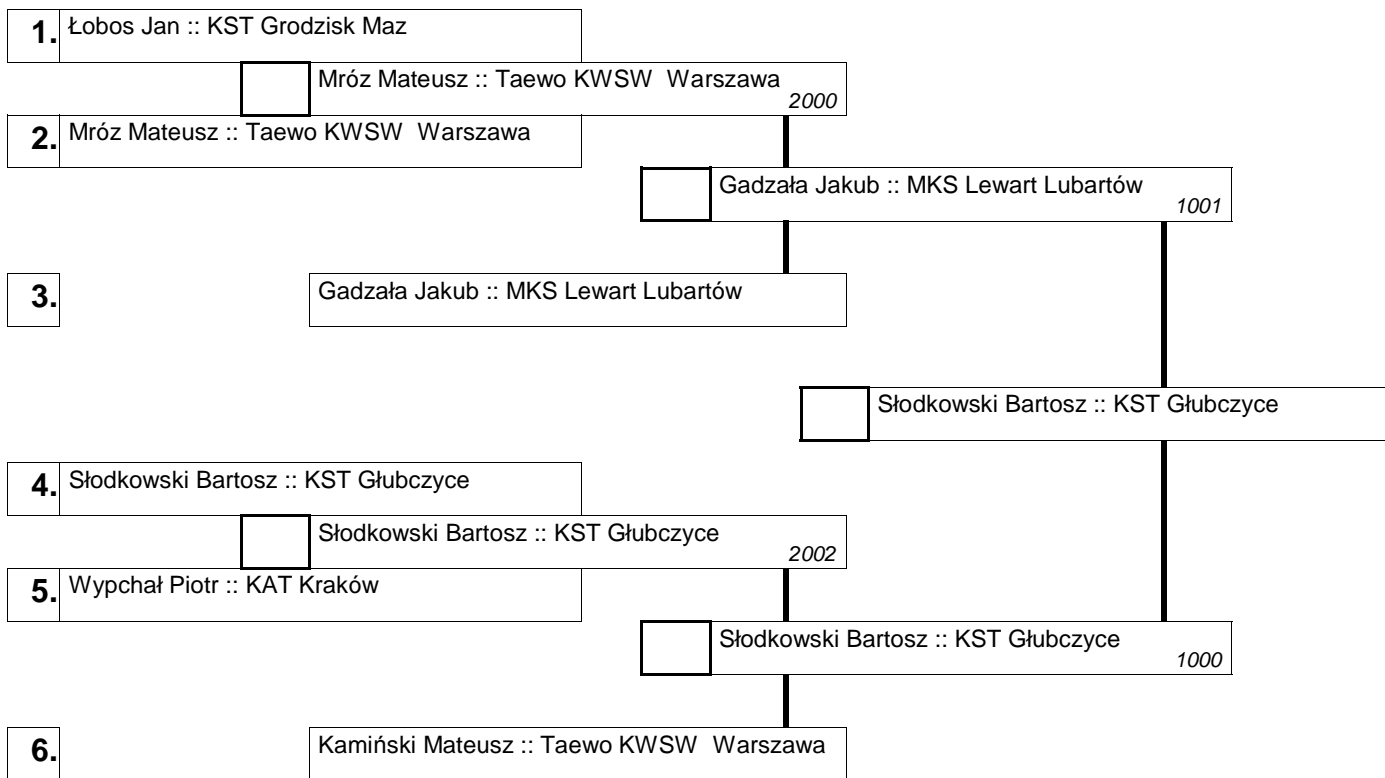 1. Łobos Jan :: KST Grodzisk Maz
Mróz Mateusz :: Taewo KWSW  Warszawa
2000
2. Mróz Mateusz :: Taewo KWSW  Warszawa
Gadzała Jakub :: MKS Lewart Lubartów
1001
3. Gadzała Jakub :: MKS Lewart Lubartów
Słodkowski Bartosz :: KST Głubczyce
4. Słodkowski Bartosz :: KST Głubczyce
Słodkowski Bartosz :: KST Głubczyce
2002
5. Wypchał Piotr :: KAT Kraków
Słodkowski Bartosz :: KST Głubczyce
1000
6. Kamiński Mateusz :: Taewo KWSW  Warszawa